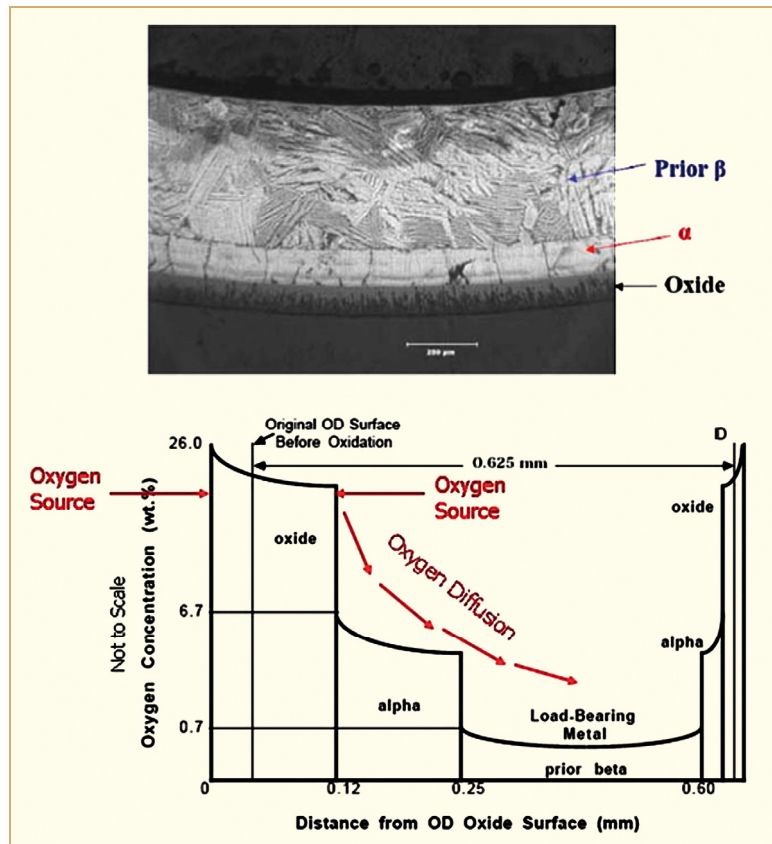 Prior β
α
Oxide
200 µm
Original OD Surface
Before Oxidation
D
26.0
0.625 mm
Oxygen
Source
Oxygen
Source
oxide
oxide
Oxygen Diffusion
Not to Scale
Oxygen Concentration (wt.%)
6.7
alpha
alpha
Load-Bearing
Metal
0.7
prior beta
0
0.12
0.25
0.60
Distance from OD Oxide Surface (mm)